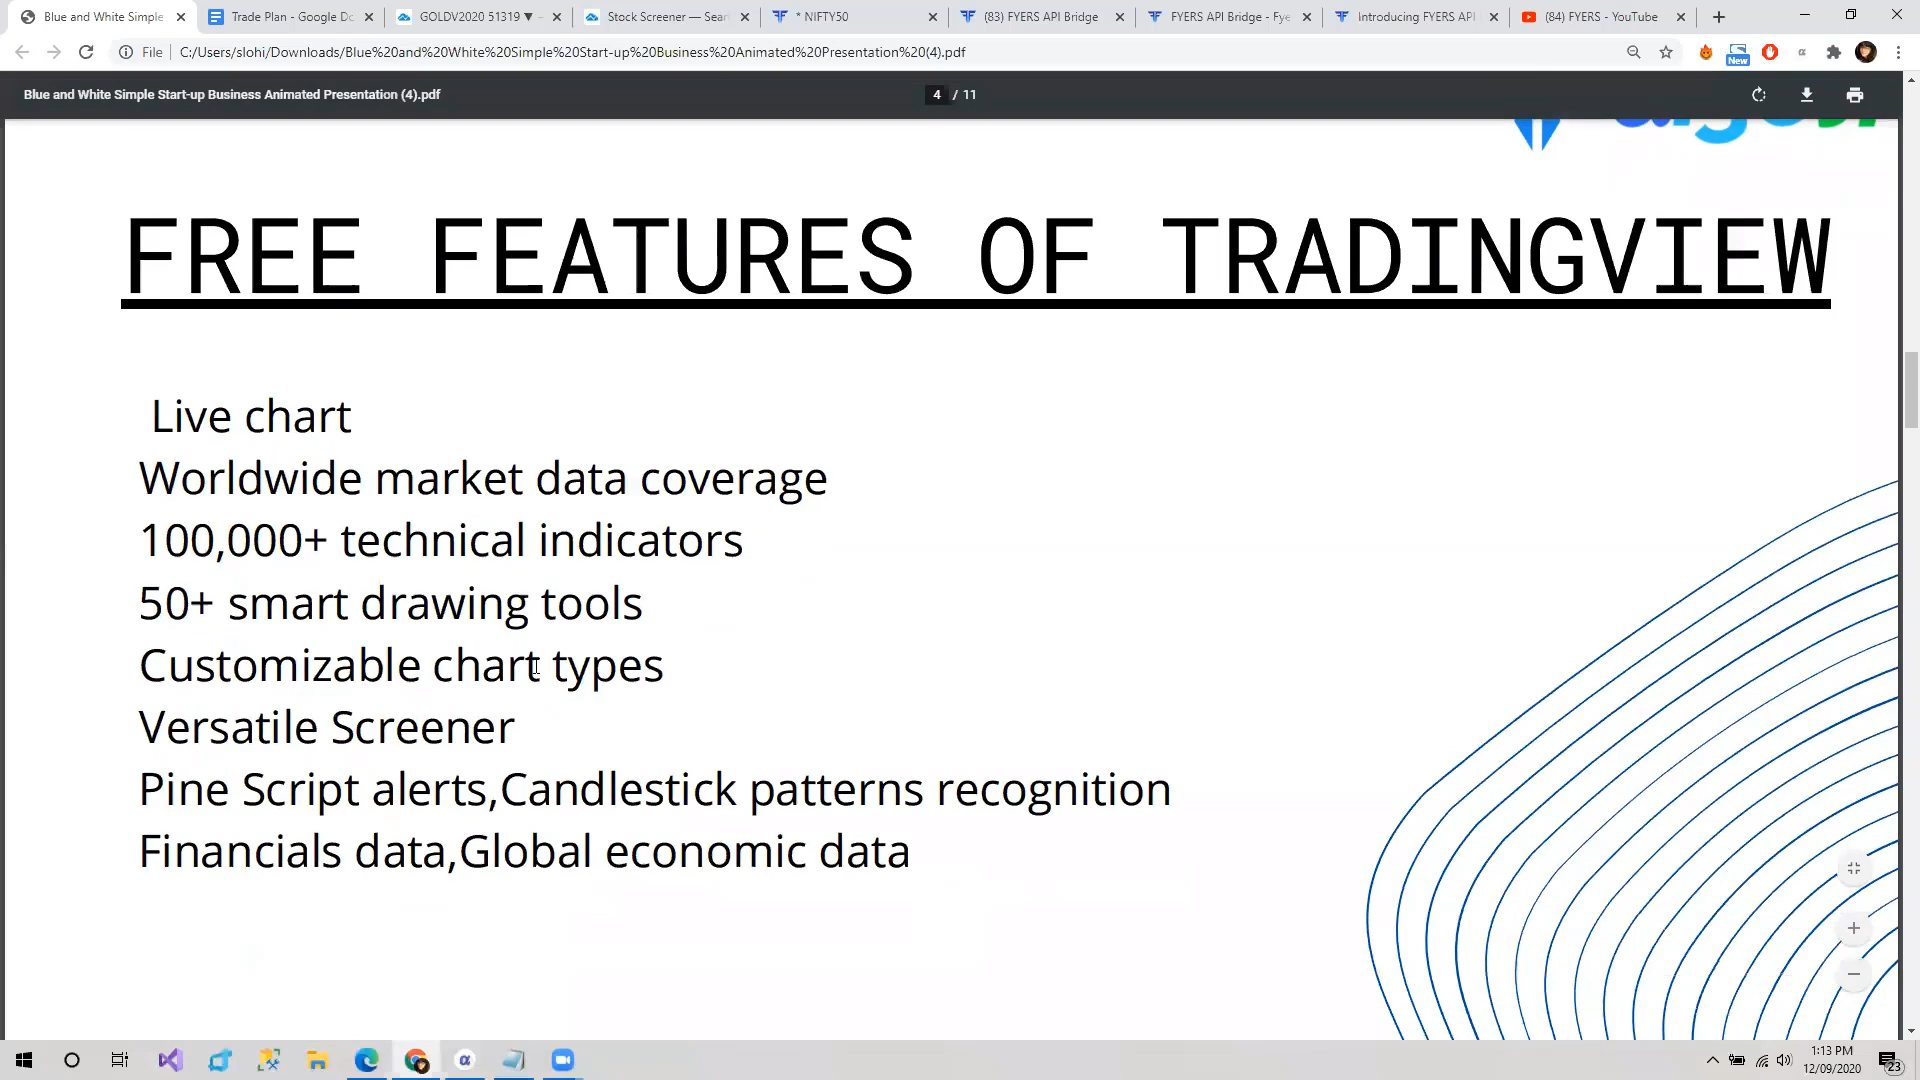 Blue and White Simple
Trade Plan - Google Do
GOLDV2020 51319 ▼ -
Stock Screener — Sear
* NIFTY50
(83) FYERS API Bridge
FYERS API Bridge - Fye
Introducing FYERS API
(84) FYERS - YouTube
File
C:/Users/slohi/Downloads/Blue%20and%20White%20Simple%20Start-up%20Business%20Animated%20Presentation%20(4).pdf
New
Blue and White Simple Start-up Business Animated Presentation (4).pdf
4 / 11
FREE FEATURES OF TRADINGVIEW
Live chart
Worldwide market data coverage
100,000+ technical indicators
50+ smart drawing tools
Customizable chart types
Versatile Screener
Pine Script alerts,Candlestick patterns recognition
Financials data,Global economic data
1:13 PM
12/09/2020
23